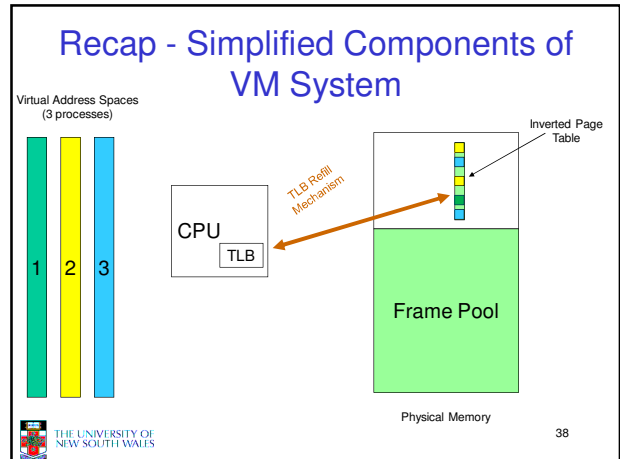 Recap - Simplified Components of
VM System
Virtual Address Spaces
(3 processes)
Inverted Page
Table
TLB Refill
Mechanism
CPU
TLB
1 2 3
Frame Pool
Physical Memory
THE UNIVERSITY OF
NEW SOUTH WALES
38